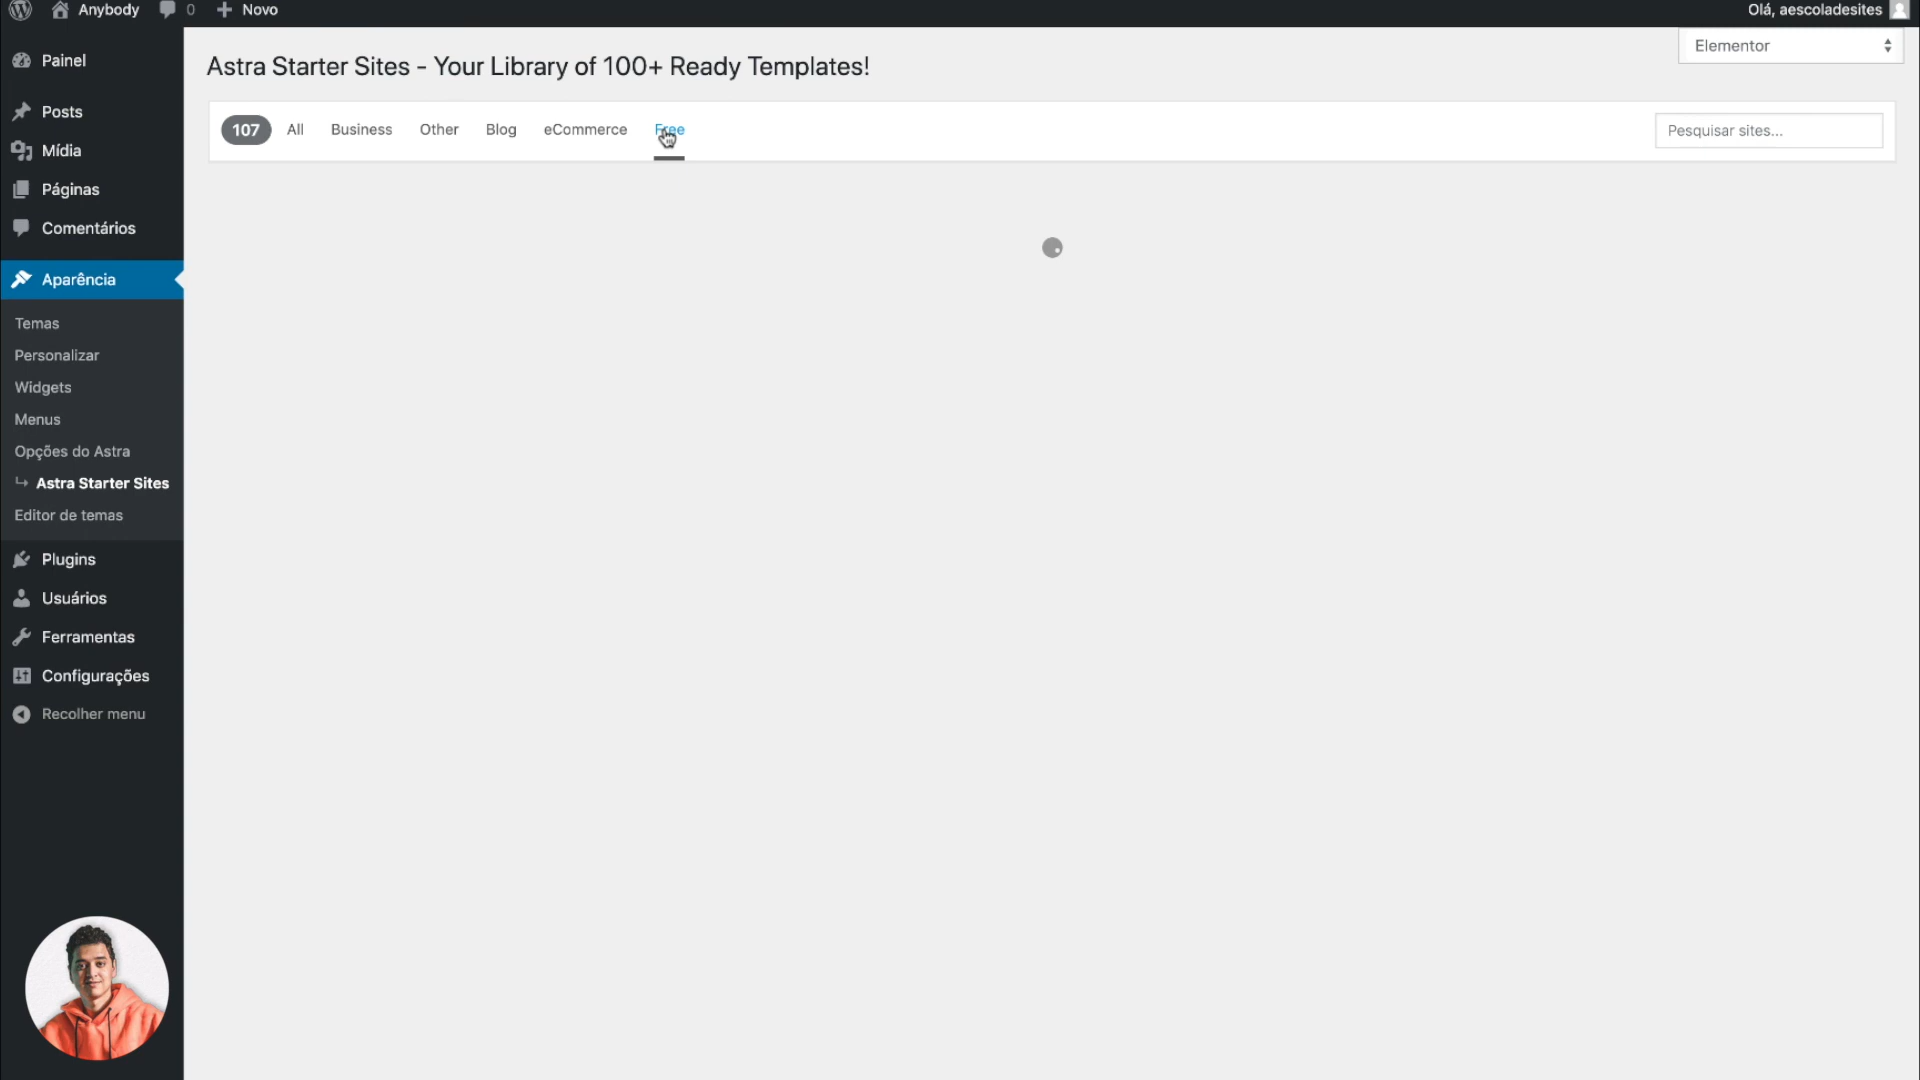 Anybody 0 Novo Olá, aescoladesites
Painel
Posts
Mídia
Páginas
Comentários
Aparência
Temas
Personalizar
Widgets
Menus
Opções do Astra
Astra Starter Sites
Editor de temas
Plugins
Usuários
Ferramentas
Configurações
Recolher menu
Astra Starter Sites - Your Library of 100+ Ready Templates!
Elementor
107 All Business Other Blog eCommerce Free
Pesquisar sites...